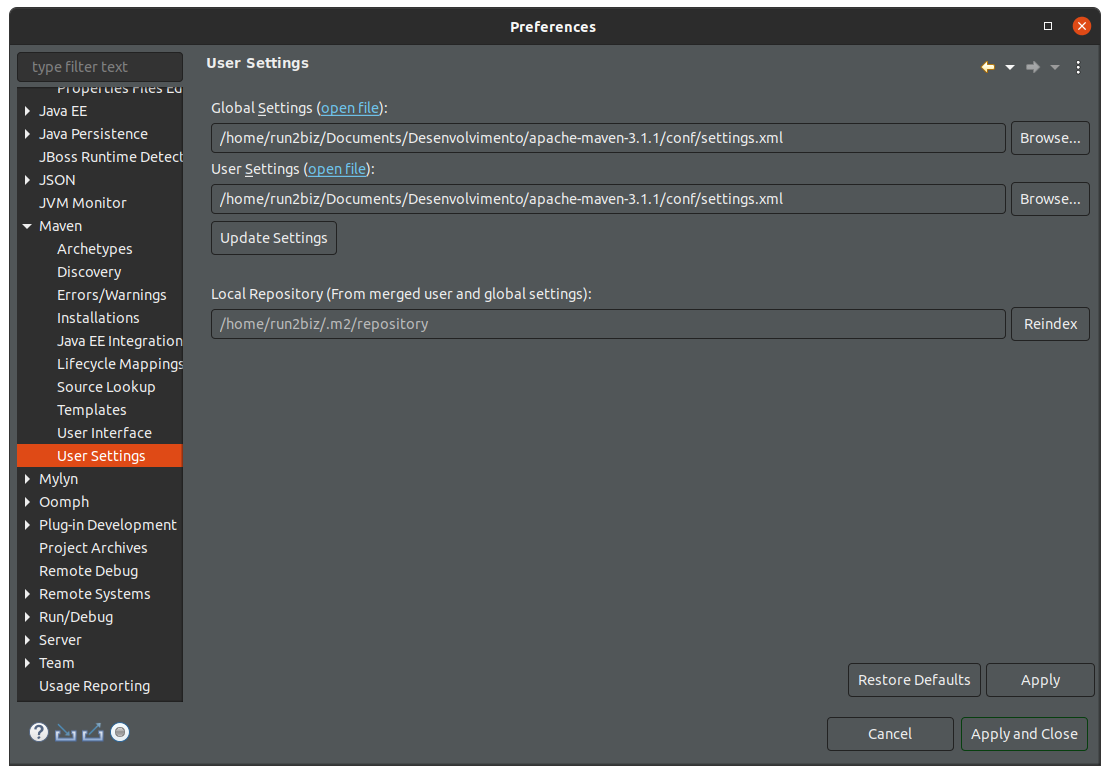 Preferences
type filter text
User Settings
Properties Files Ed
Java EE
Java Persistence
JBoss Runtime Detect
JSON
JVM Monitor
Maven
Archetypes
Discovery
Errors/Warnings
Installations
Java EE Integration
Lifecycle Mappings
Source Lookup
Templates
User Interface
User Settings
Mylyn
Oomph
Plug-in Development
Project Archives
Remote Debug
Remote Systems
Run/Debug
Server
Team
Usage Reporting
Global Settings (open file):
/home/run2biz/Documents/Desenvolvimento/apache-maven-3.1.1/conf/settings.xml
Browse...
User Settings (open file):
/home/run2biz/Documents/Desenvolvimento/apache-maven-3.1.1/conf/settings.xml
Browse...
Update Settings
Local Repository (From merged user and global settings):
/home/run2biz/.m2/repository
Reindex
Restore Defaults
Apply
?
Cancel
Apply and Close